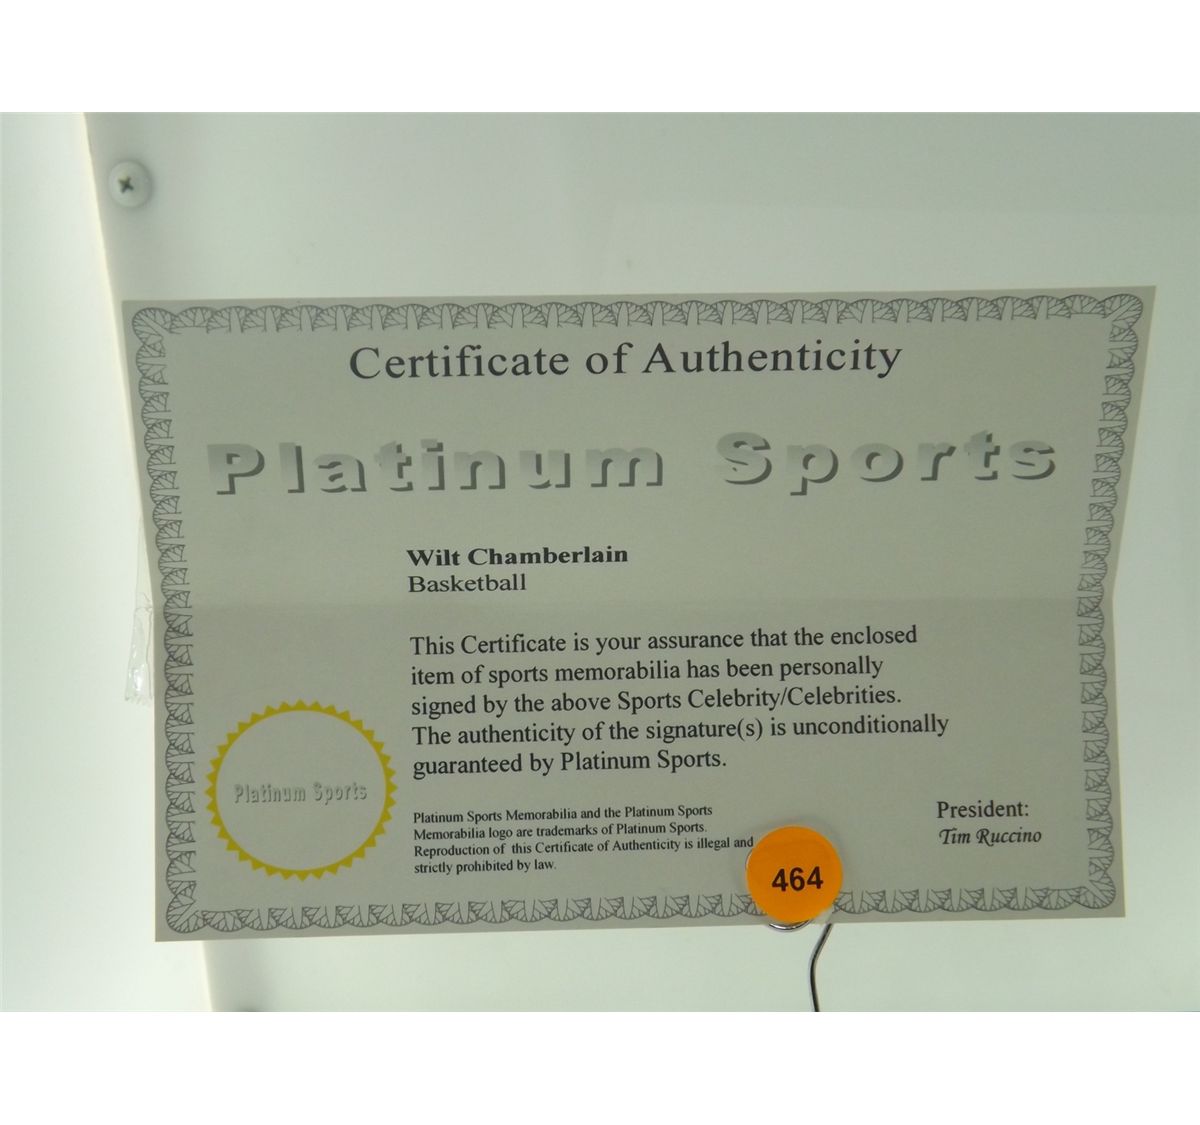 Certificate of Authenticity
Platinum Sports
Wilt Chamberlain
Basketball
This Certificate is your assurance that the enclosed
item of sports memorabilia has been personally
signed by the above Sports Celebrity/Celebrities.
The authenticity of the signature(s) is unconditionally
guaranteed by Platinum Sports.
Platinum Sports
Platinum Sports Memorabilia and the Platinum Sports
Memorabilia logo are trademarks of Platinum Sports.
Reproduction of this Certificate of Authenticity is illegal and
strictly prohibited by law.
President:
Tim Ruccino
464